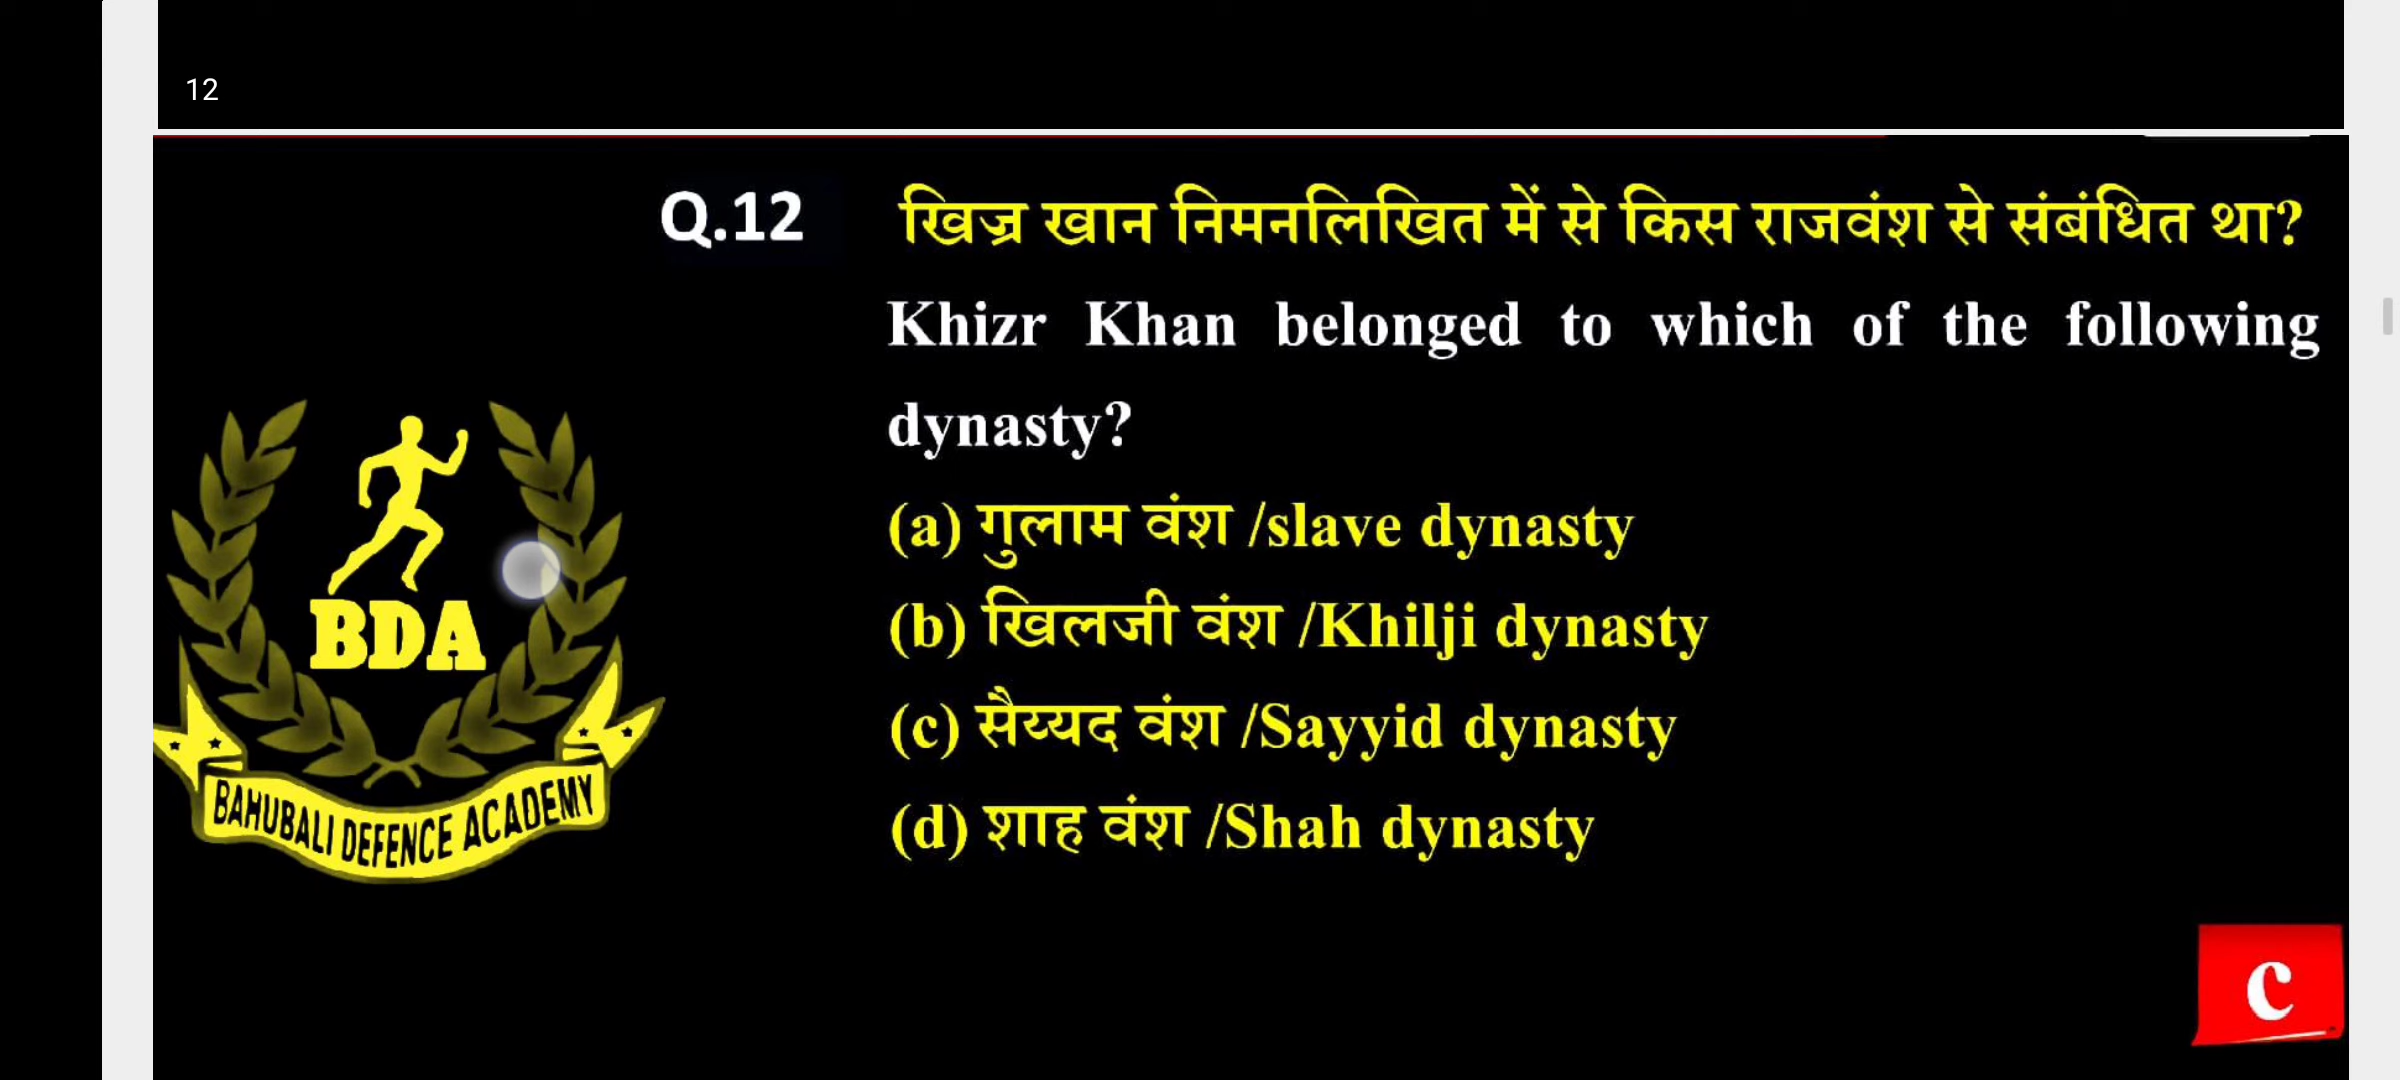 12
Q.12 खिज्र खान निमनलिखित में से किस राजवंश से संबंधित था?
Khizr Khan belonged to which of the following
dynasty?
(a) गुलाम वंश /slave dynasty
(b) खिलजी वंश /Khilji dynasty
(c) सैय्यद वंश /Sayyid dynasty
(d) शाह वंश /Shah dynasty
BDA
BAHUBALI DEFENCE ACADEMY
C